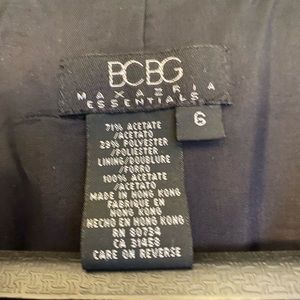 BCBG
MAXAZRIA
ESSENTIALS
6
71% ACETATE
/ACETATO
29% POLYESTER
/POLIESTER
LINING/DOUBLURE
/FORRO
100% ACETATE
/ACETATO
MADE IN HONG KONG
FABRIQUE EN
HONG KONG
HECHO EN HONG KONG
RN 80734
CA 31458
CARE ON REVERSE